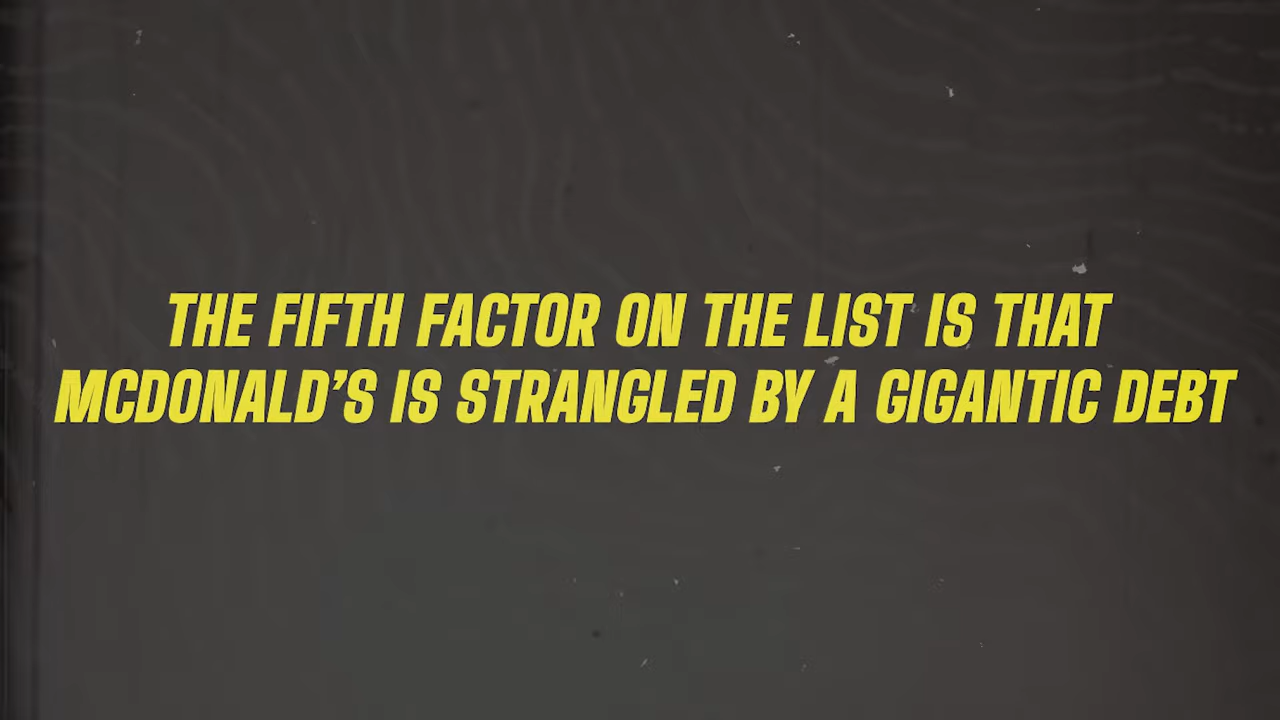 THE FIFTH FACTOR ON THE LIST IS THAT
MCDONALD’S IS STRANGLED BY A GIGANTIC DEBT